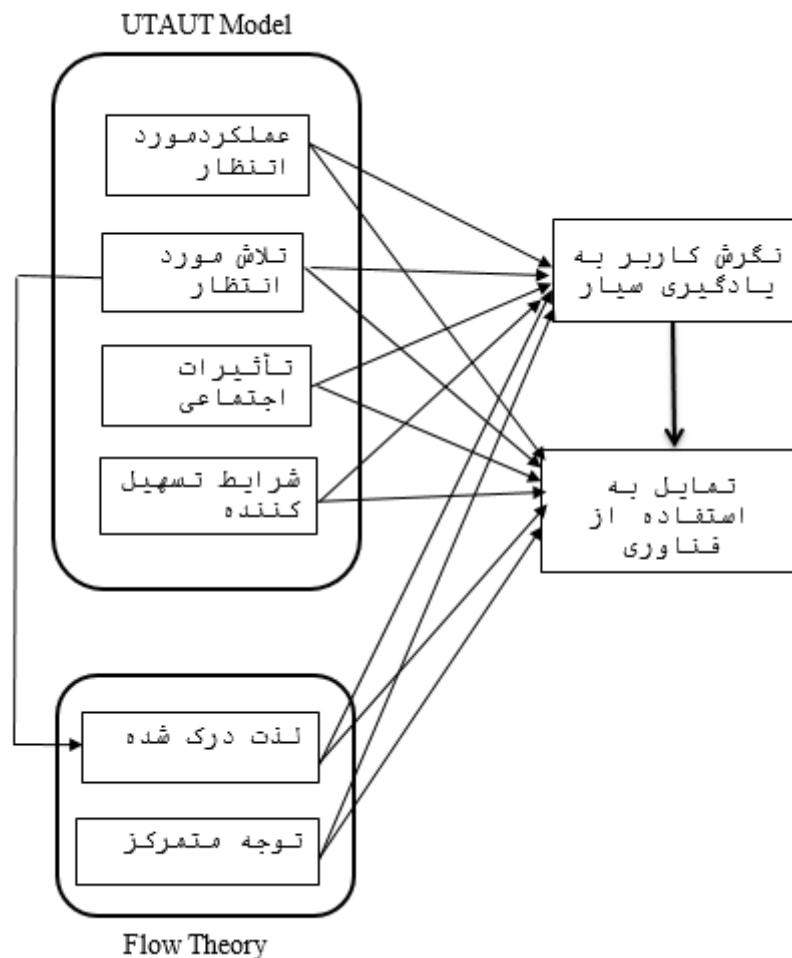 UTAUT Model
عملکردمورد
اتنظار
تلاش مورد
انتظار
تأثیرات
اجتماعی
شرایط تسهیل
کننده
نگرش کاربر به
یادگیری سیار
تمایل به
استفاده از
فناوری
لذت درک شده
توجه متمرکز
Flow Theory